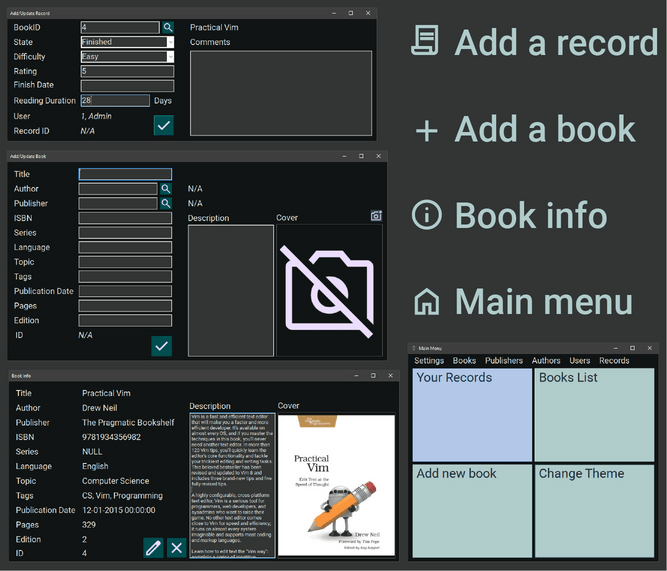 Add/Update Record
BookID 4 Practical Vim
State Finished Comments
Difficulty Easy
Rating 5
Finish Date
Reading Duration 28 Days
User 1, Admin
Record ID N/A
Add a record
Add a book
Book info
Main menu
Add/Update Book
Title
Author N/A
Publisher N/A
ISBN Description Cover
Series
Language
Topic
Tags
Publication Date
Pages
Edition
ID N/A
Book info
Title Practical Vim
Author Drew Neil
Publisher The Pragmatic Bookshelf
ISBN 9781934356982
Series NULL
Language English
Topic Computer Science
Tags CS, Vim, Programming
Publication Date 12-01-2015 00:00:00
Pages 329
Edition 2
ID 4
Description
Vim is a fast and efficient text editor
that will make you a faster and more
efficient developer. It's available on
almost every OS, and if you master the
techniques in this book, you'll never
need another text editor. In more than
120 Vim tips, you'll quickly learn the
editor's core functionality and tackle
your trickiest editing and writing tasks.
This beloved bestseller has been
revised and updated to Vim 8 and
includes three brand-new tips and five
fully revised tips.
A highly configurable, cross-platform
text editor, Vim is a serious tool for
programmers, web developers, and
sysadmins who want to raise their
game. No other text editor comes
close to Vim for speed and efficiency;
it runs on almost every system
imaginable and supports most coding
and markup languages.
Learn how to edit text the "Vim way":
Cover
Practical
Vim
Edit Text at the
Speed of Thought
Drew Neil
Foreword by Tim Pope
Edited by Kay Keppler
Main Menu
Settings Books Publishers Authors Users Records
Your Records Books List
Add new book Change Theme